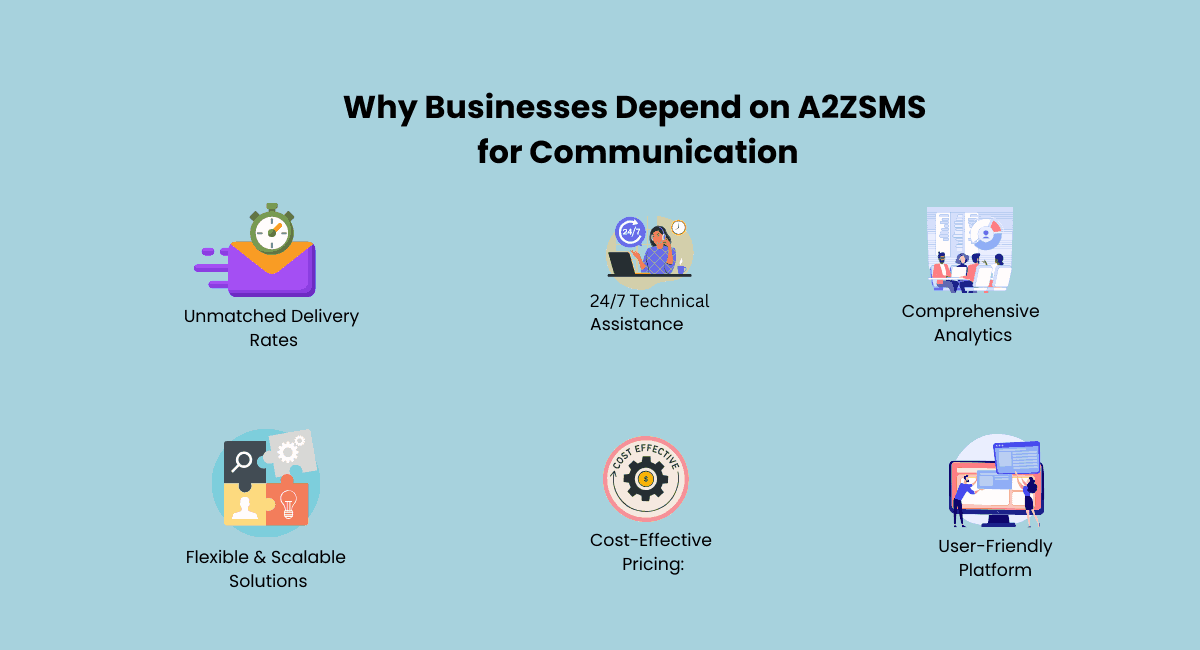 Why Businesses Depend on A2ZSMS
for Communication
Unmatched Delivery
Rates
24/7
24/7 Technical
Assistance
Comprehensive
Analytics
Flexible & Scalable
Solutions
COST EFFECTIVE
$
Cost-Effective
Pricing:
User-Friendly
Platform